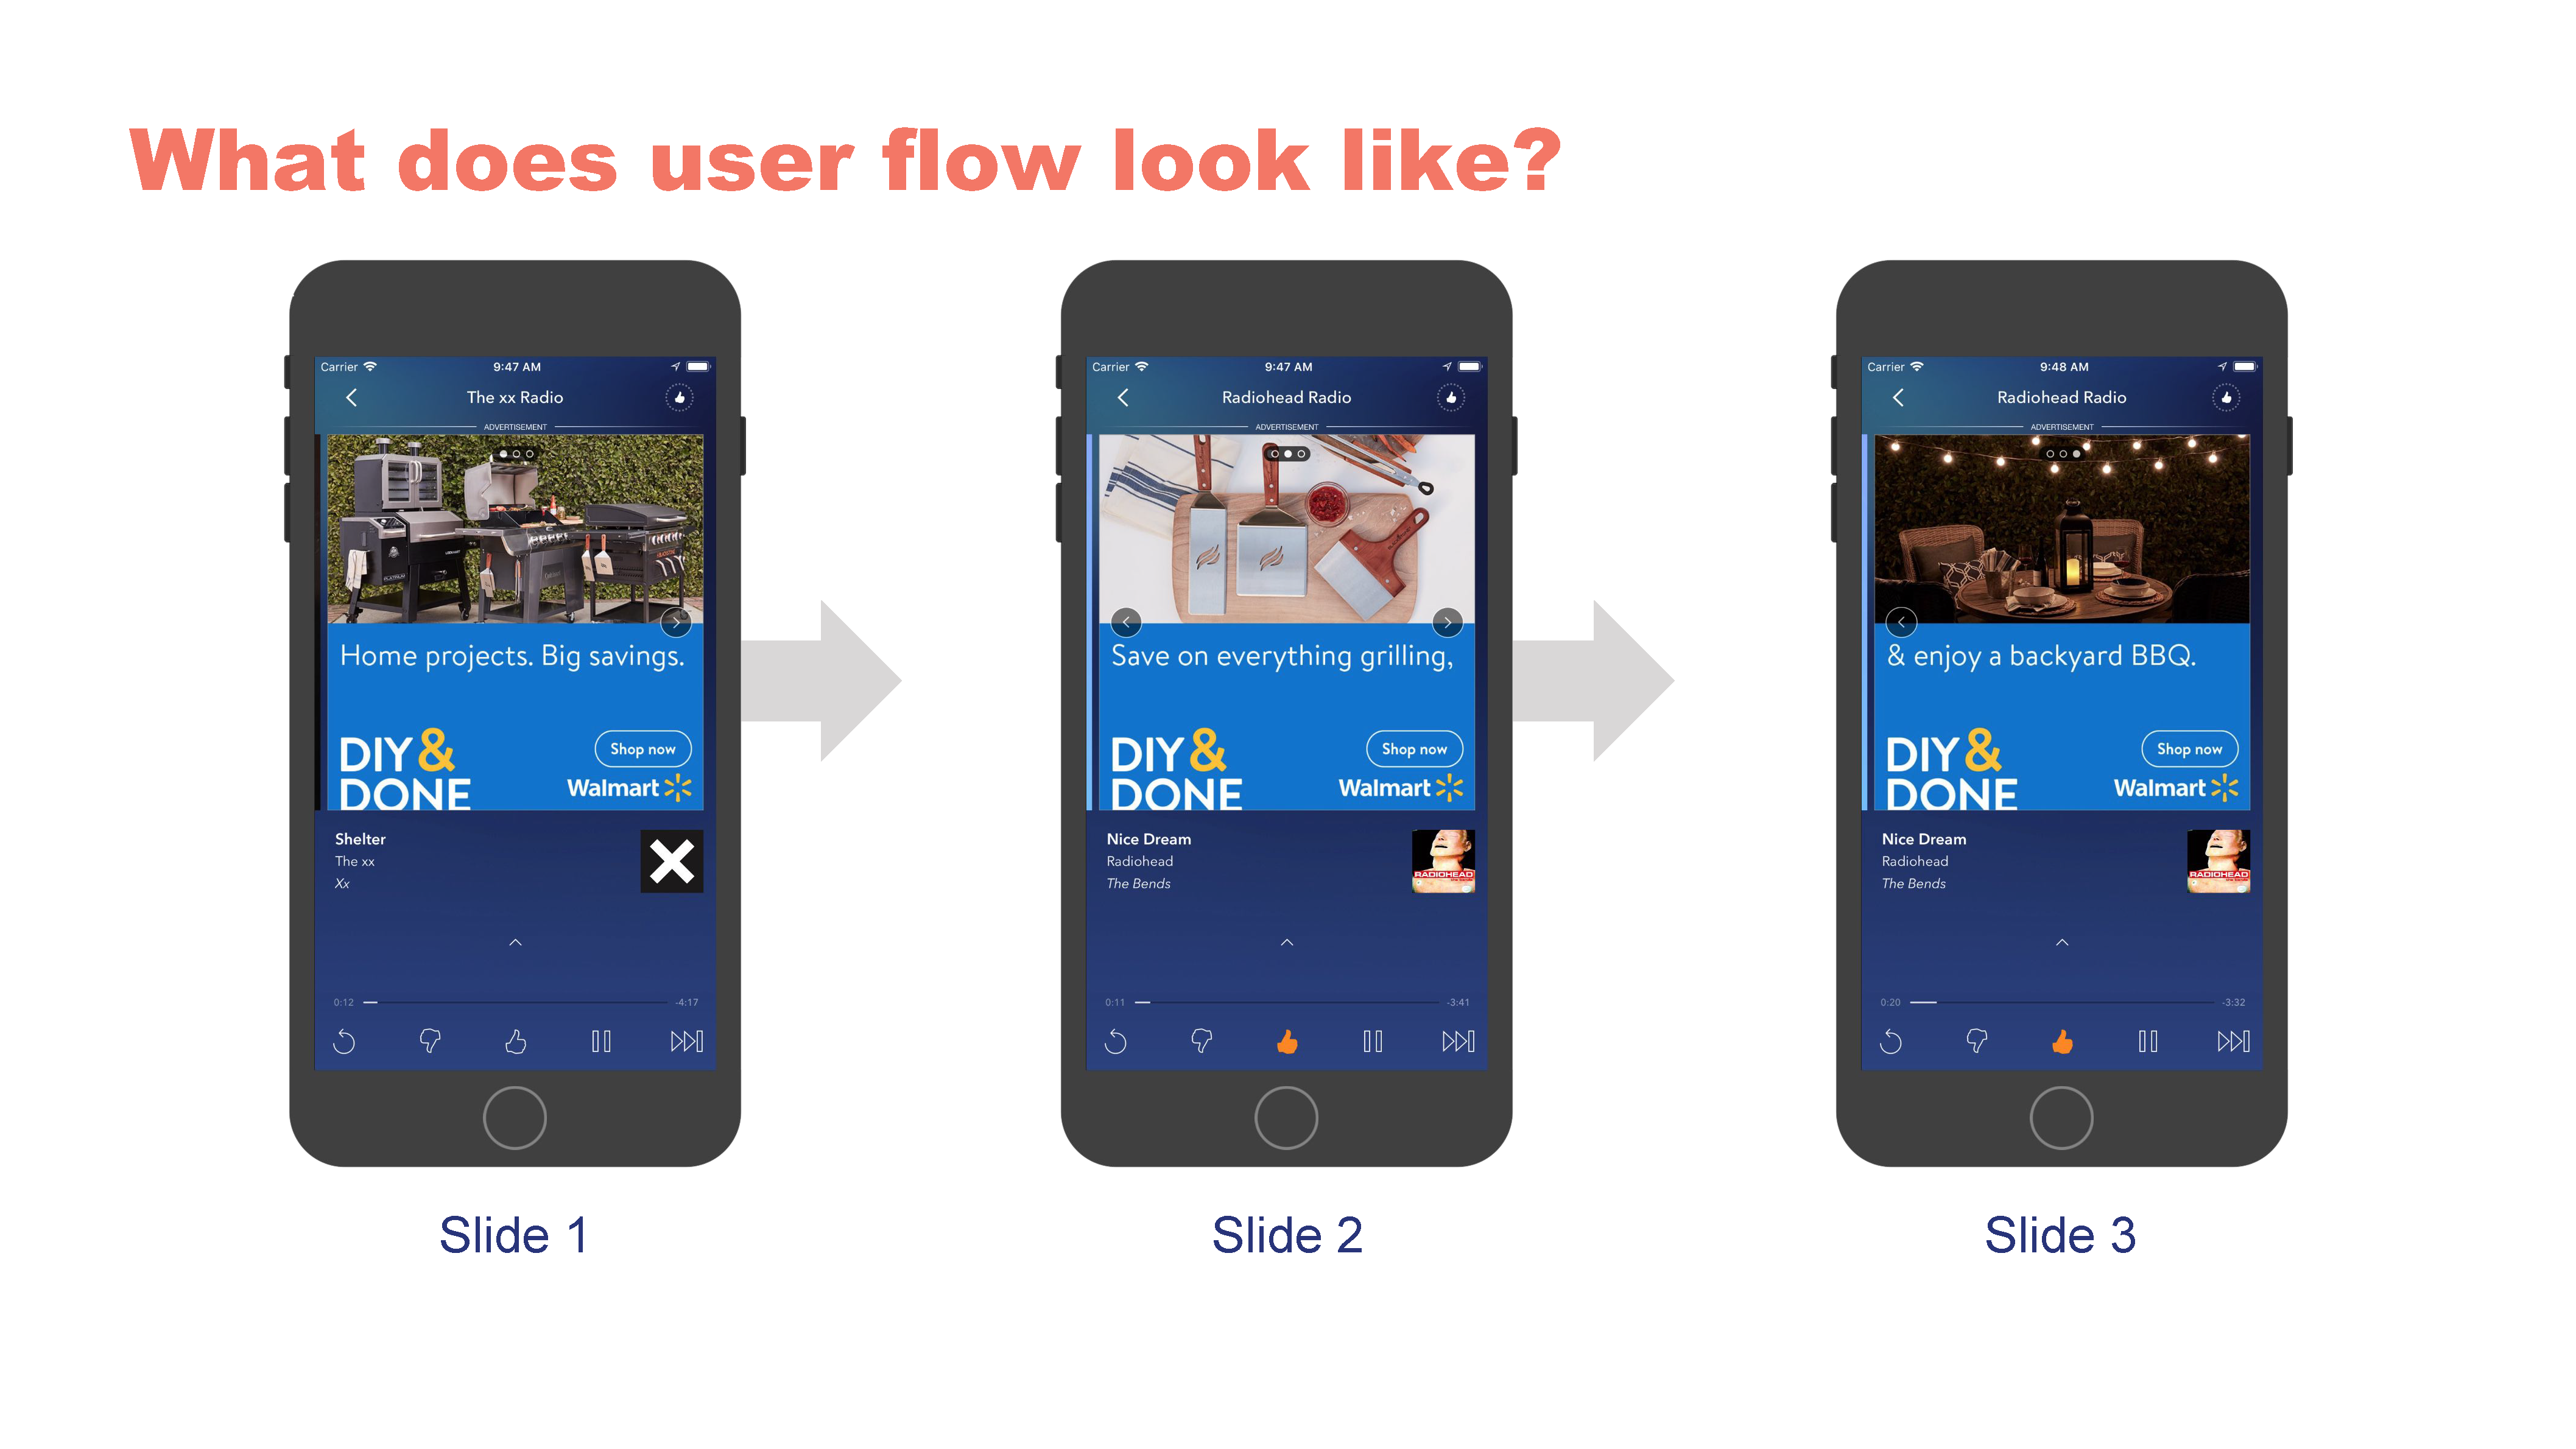 What does user flow look like?
Carrier 9:47 AM
The xx Radio
ADVERTISEMENT
Home projects. Big savings.
DIY &
DONE
Shop now
Walmart
Shelter
The xx
Xx
0:12 -4:17
Slide 1
Carrier 9:47 AM
Radiohead Radio
ADVERTISEMENT
Save on everything grilling,
DIY &
DONE
Shop now
Walmart
Nice Dream
Radiohead
The Bends
RADIOHEAD
0:11 -3:41
Slide 2
Carrier 9:48 AM
Radiohead Radio
ADVERTISEMENT
& enjoy a backyard BBQ.
DIY &
DONE
Shop now
Walmart
Nice Dream
Radiohead
The Bends
RADIOHEAD
0:20 -3:32
Slide 3